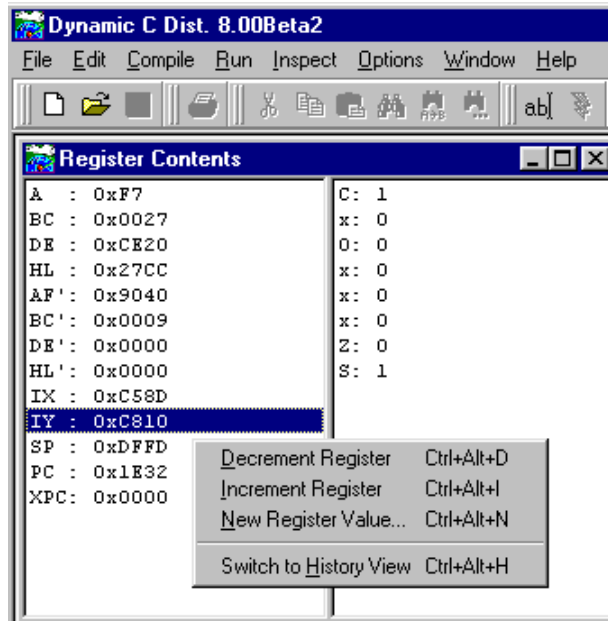 Dynamic C Dist. 8.00Beta2
File Edit Compile Run Inspect Options Window Help
ab
Register Contents
A : 0xF7
BC : 0x0027
DE : 0xCE20
HL : 0x27CC
AF': 0x9040
BC': 0x0009
DE': 0x0000
HL': 0x0000
IX : 0xC58D
IY : 0xC810
SP : 0xDFFD
PC : 0x1E32
XPC: 0x0000
C: 1
x: 0
O: 0
x: 0
x: 0
x: 0
Z: 0
S: 1
Decrement Register Ctrl+Alt+D
Increment Register Ctrl+Alt+I
New Register Value... Ctrl+Alt+N
Switch to History View Ctrl+Alt+H